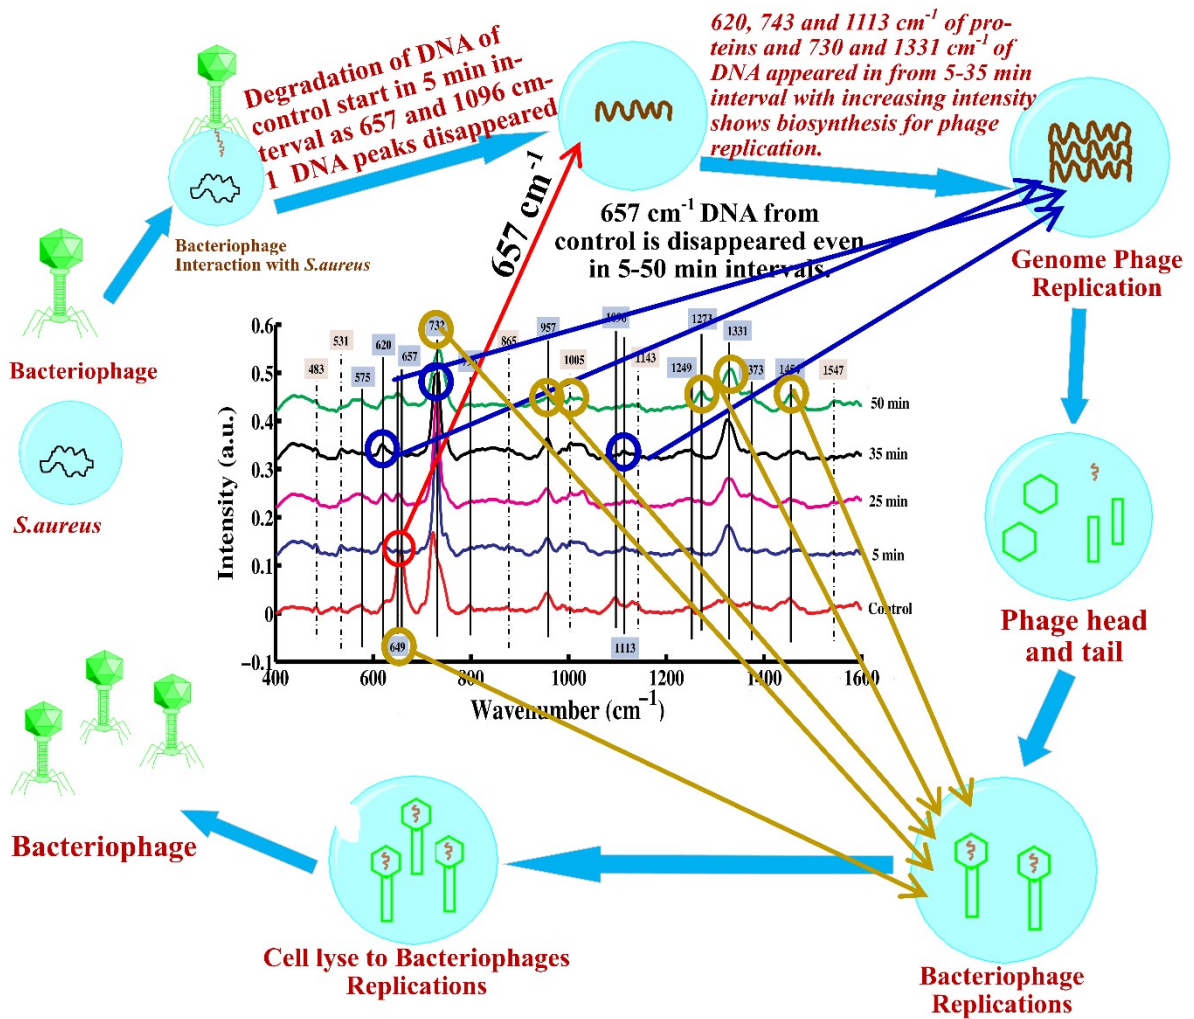 Degradation of DNA of
control start in 5 min in-
terval as 657 and 1096 cm-
1 DNA peaks disappeared
620, 743 and 1113 cm⁻¹ of pro-
teins and 730 and 1331 cm⁻¹ of
DNA appeared in from 5-35 min
interval with increasing intensity
shows biosynthesis for phage
replication.
Bacteriophage
Interaction with S.aureus
657 cm⁻¹
657 cm⁻¹ DNA from
control is disappeared even
in 5-50 min intervals.
Genome Phage
Replication
Bacteriophage
S.aureus
0.6
0.5
0.4
0.3
0.2
0.1
0
−0.1
Intensity (a.u.)
483
531
575
620
657
732
865
957
1005
1096
1143
1249
1273
1331
1454
1547
50 min
35 min
25 min
5 min
Control
649
1113
400
600
800
1000
1200
1400
1600
Wavenumber (cm⁻¹)
Phage head
and tail
Bacteriophage
Cell lyse to Bacteriophages
Replications
Bacteriophage
Replications